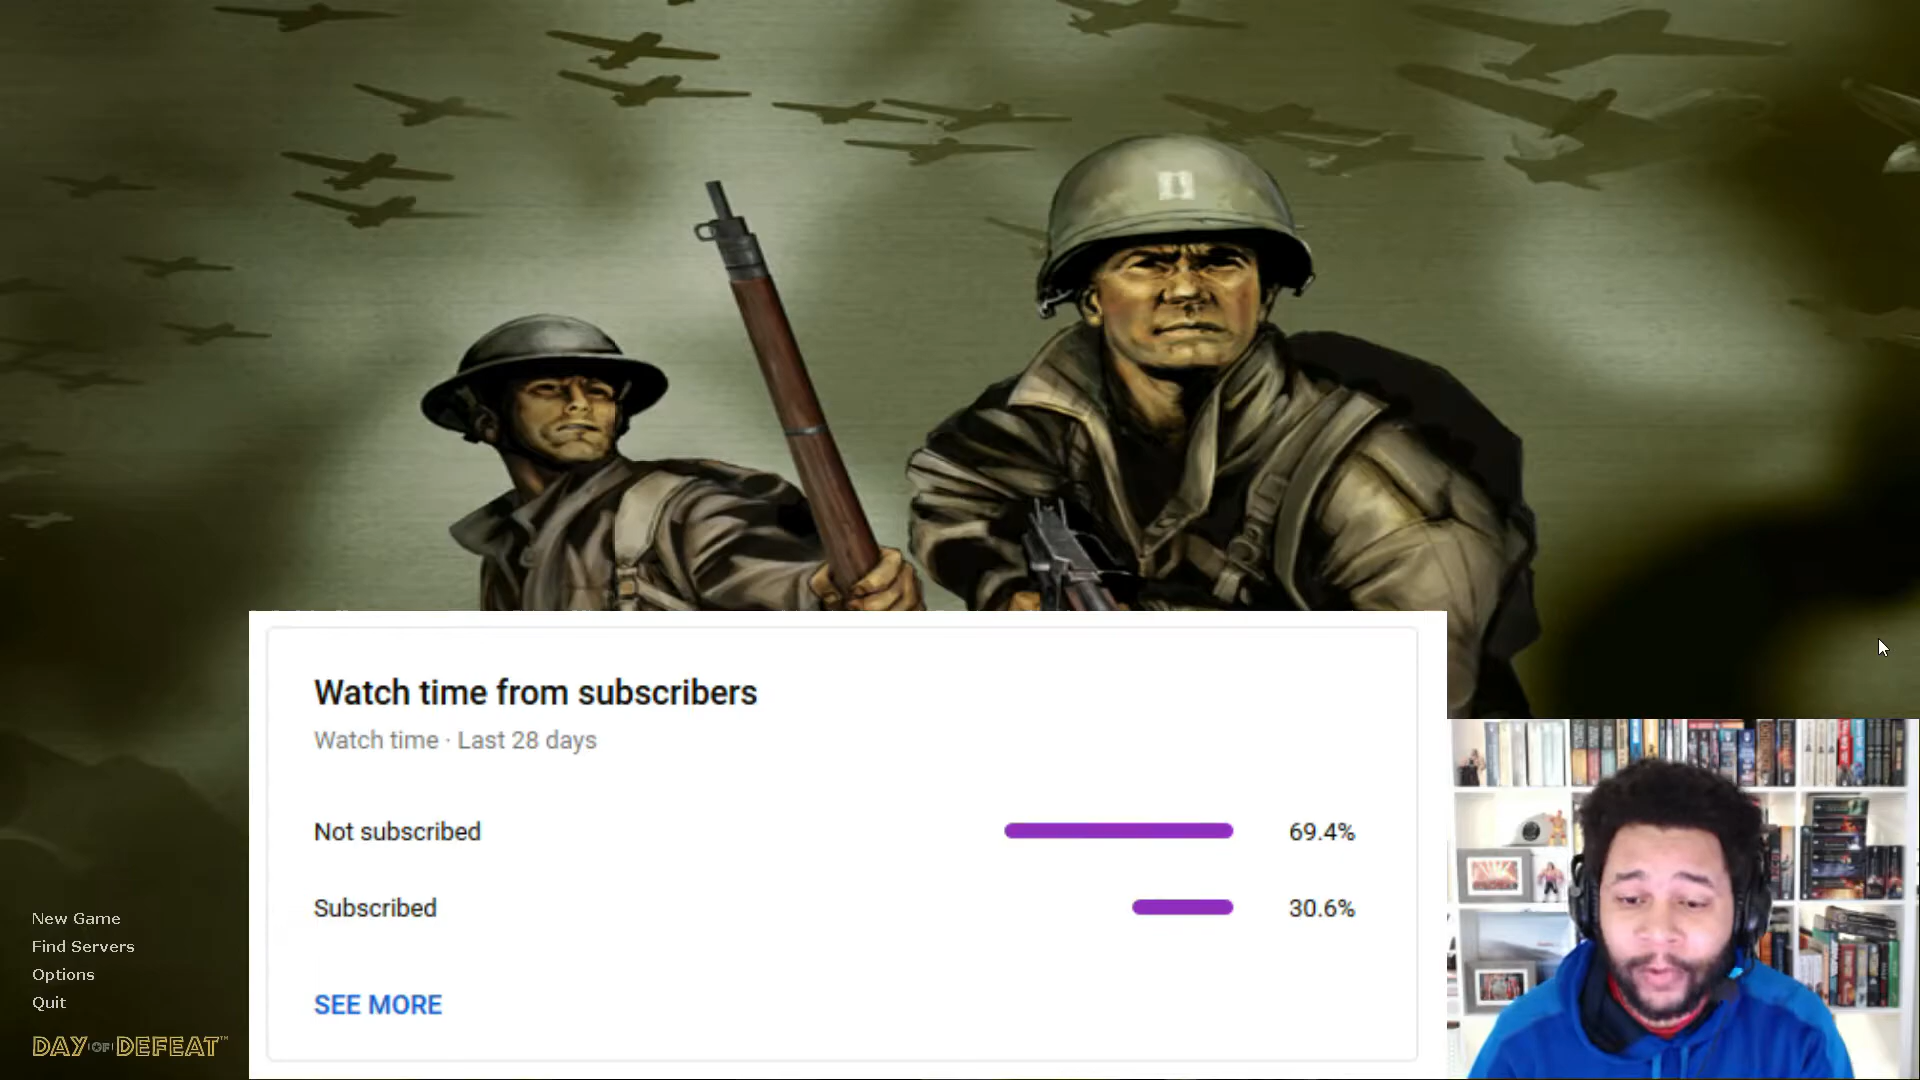 Watch time from subscribers
Watch time · Last 28 days
Not subscribed 69.4%
Subscribed 30.6%
SEE MORE
New Game
Find Servers
Options
Quit
DAY OF DEFEAT™